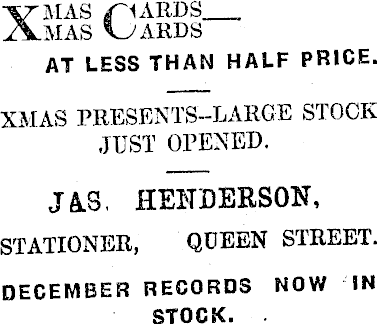 XMAS CARDS—
XMAS CARDS
AT LESS THAN HALF PRICE.
XMAS PRESENTS--LARGE STOCK
JUST OPENED.
JAS. HENDERSON,
STATIONER, QUEEN STREET.
DECEMBER RECORDS NOW IN
STOCK.